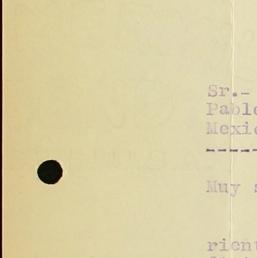 Sr.-
Pablo
Mexic
-----
Muy s
rient